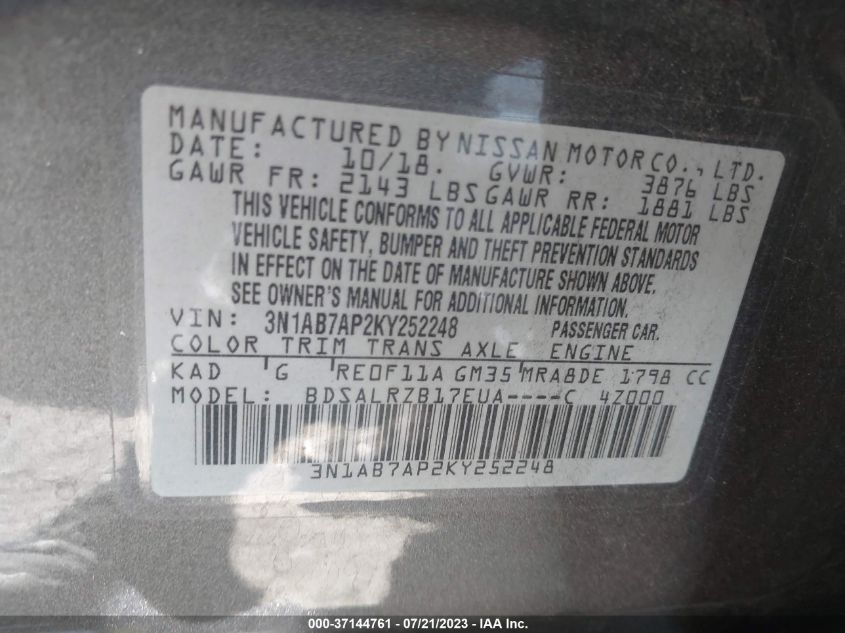 MANUFACTURED BY NISSAN MOTOR CO., LTD.
DATE: 10/18. GVWR: 3876 LBS
GAWR FR: 2143 LBS GAWR RR: 1881 LBS
THIS VEHICLE CONFORMS TO ALL APPLICABLE FEDERAL MOTOR
VEHICLE SAFETY, BUMPER AND THEFT PREVENTION STANDARDS
IN EFFECT ON THE DATE OF MANUFACTURE SHOWN ABOVE.
SEE OWNER'S MANUAL FOR ADDITIONAL INFORMATION.
VIN: 3N1AB7AP2KY252248 PASSENGER CAR.
COLOR TRIM TRANS AXLE ENGINE
KAD G RE0F11A GM35 MRA8DE 1798 CC
MODEL: BDSALRZB17EUA----C 4Z000
3N1AB7AP2KY252248
000-37144761 - 07/21/2023 - IAA Inc.